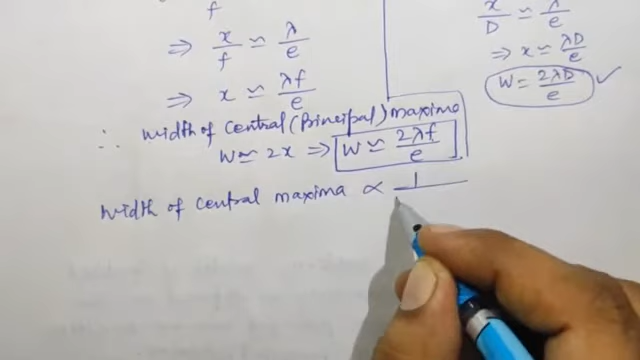 f
⇒ x/f ≃ λ/e
⇒ x ≃ λf/e
∴ width of central (Principal) maxima
W ≃ 2x ⇒ W ≃ 2λf/e
width of central maxima ∝ 1/
x/D ≃ λ/e
⇒ x ≃ λD/e
W = 2λD/e ✓